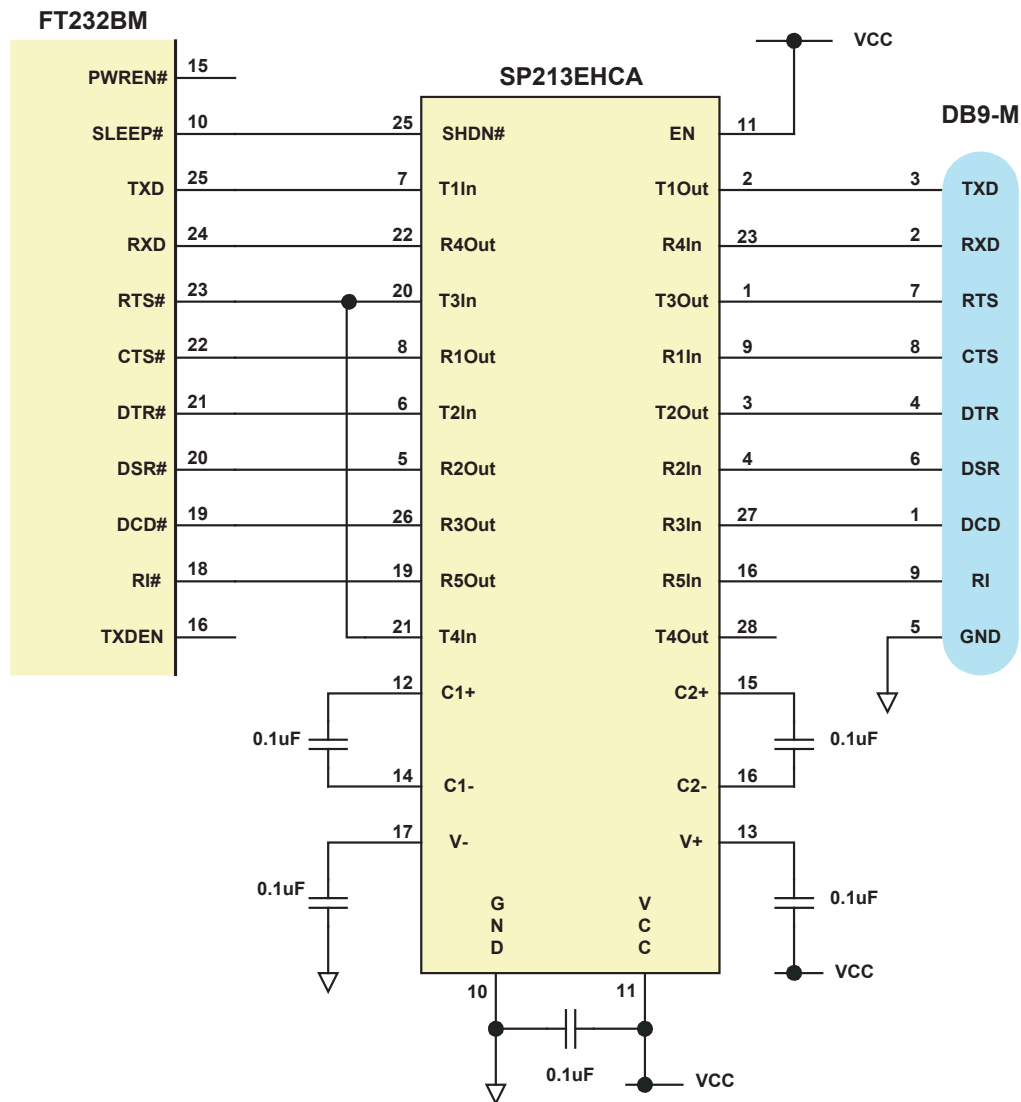 FT232BM
VCC
PWREN# 15
SP213EHCA
DB9-M
SLEEP# 10 25 SHDN# EN 11
TXD 25 7 T1In T1Out 2 3 TXD
RXD 24 22 R4Out R4In 23 2 RXD
RTS# 23 20 T3In T3Out 1 7 RTS
CTS# 22 8 R1Out R1In 9 8 CTS
DTR# 21 6 T2In T2Out 3 4 DTR
DSR# 20 5 R2Out R2In 4 6 DSR
DCD# 19 26 R3Out R3In 27 1 DCD
RI# 18 19 R5Out R5In 16 9 RI
TXDEN 16 21 T4In T4Out 28 5 GND
12 C1+ C2+ 15
0.1uF 0.1uF
14 C1- C2- 16
17 V- V+ 13
0.1uF 0.1uF
GND VCC
VCC
10 11
0.1uF
VCC